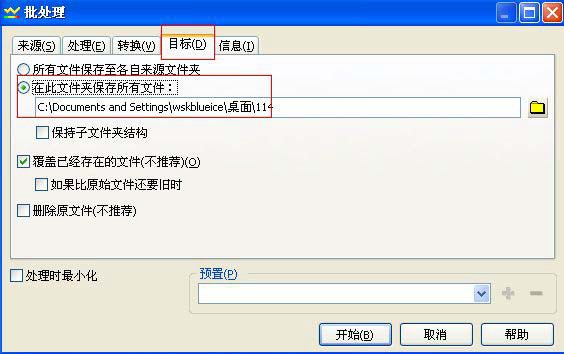 批处理
来源(S) 处理(E) 转换(V) 目标(D) 信息(I)
所有文件保存至各自来源文件夹
在此文件夹保存所有文件：
C:\Documents and Settings\wskblueice\桌面\114
保持子文件夹结构
覆盖已经存在的文件(不推荐)(O)
如果比原始文件还要旧时
删除原文件(不推荐)
处理时最小化
预置(P)
开始(B) 取消 帮助